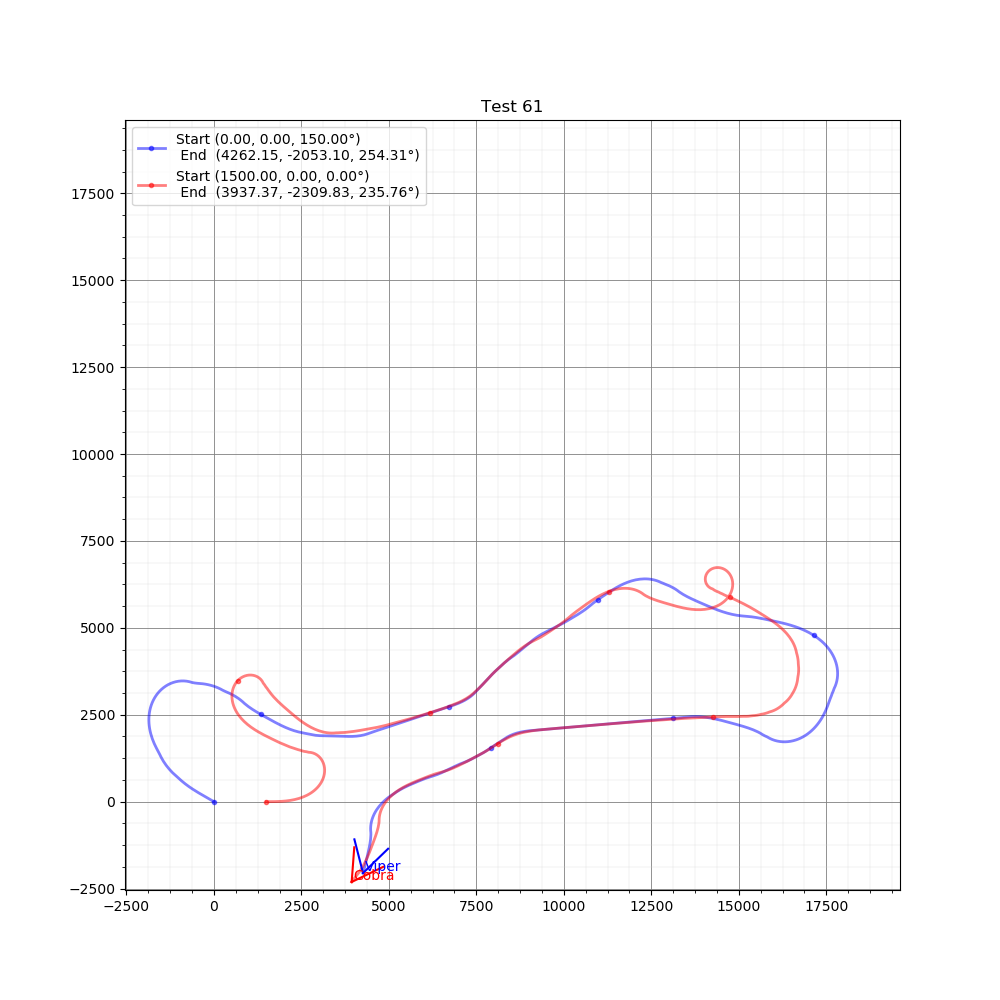 Test 61
Start (0.00, 0.00, 150.00°)
End (4262.15, -2053.10, 254.31°)
Start (1500.00, 0.00, 0.00°)
End (3937.37, -2309.83, 235.76°)
17500
15000
12500
10000
7500
5000
2500
0
−2500
Viper
Cobra
−2500 0 2500 5000 7500 10000 12500 15000 17500